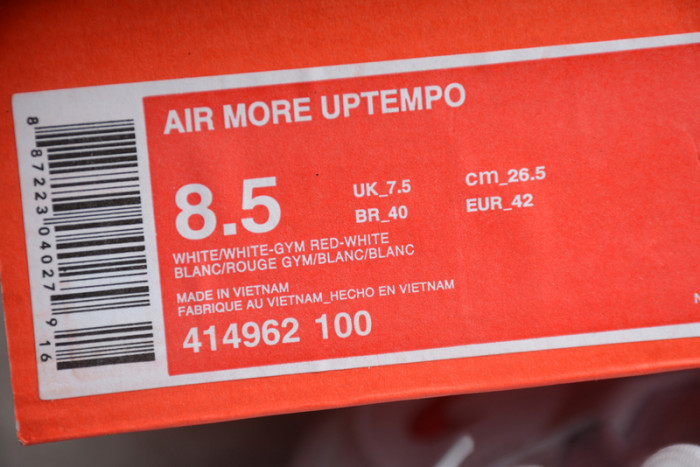 AIR MORE UPTEMPO
8.5
UK_7.5
cm_26.5
BR_40
EUR_42
WHITE/WHITE-GYM RED-WHITE
BLANC/ROUGE GYM/BLANC/BLANC
MADE IN VIETNAM
FABRIQUE AU VIETNAM_HECHO EN VIETNAM
414962 100
8 87223 04027 9 16
N